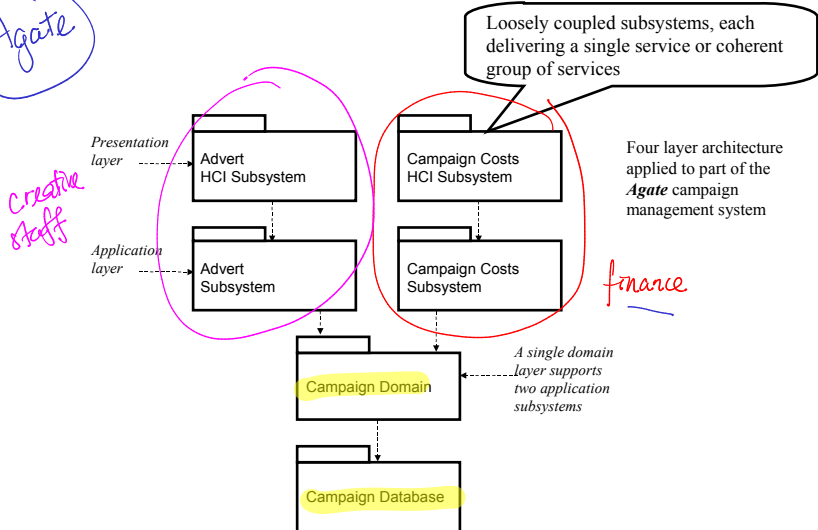 Agate
Loosely coupled subsystems, each
delivering a single service or coherent
group of services
Presentation
layer
Advert
HCI Subsystem
Campaign Costs
HCI Subsystem
Four layer architecture
applied to part of the
Agate campaign
management system
creative
staff
Application
layer
Advert
Subsystem
Campaign Costs
Subsystem
finance
Campaign Domain
A single domain
layer supports
two application
subsystems
Campaign Database